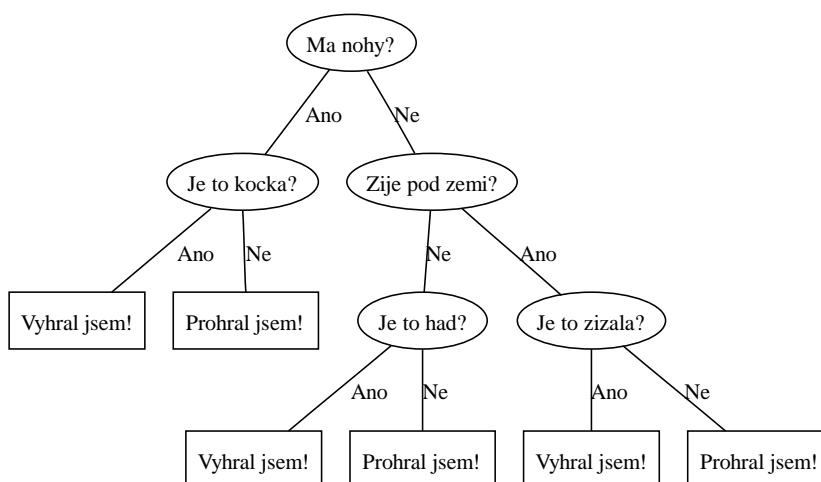 Ma nohy?
Ano
Ne
Je to kocka?
Zije pod zemi?
Ano
Ne
Ne
Ano
Vyhral jsem!
Prohral jsem!
Je to had?
Je to zizala?
Ano
Ne
Ano
Ne
Vyhral jsem!
Prohral jsem!
Vyhral jsem!
Prohral jsem!